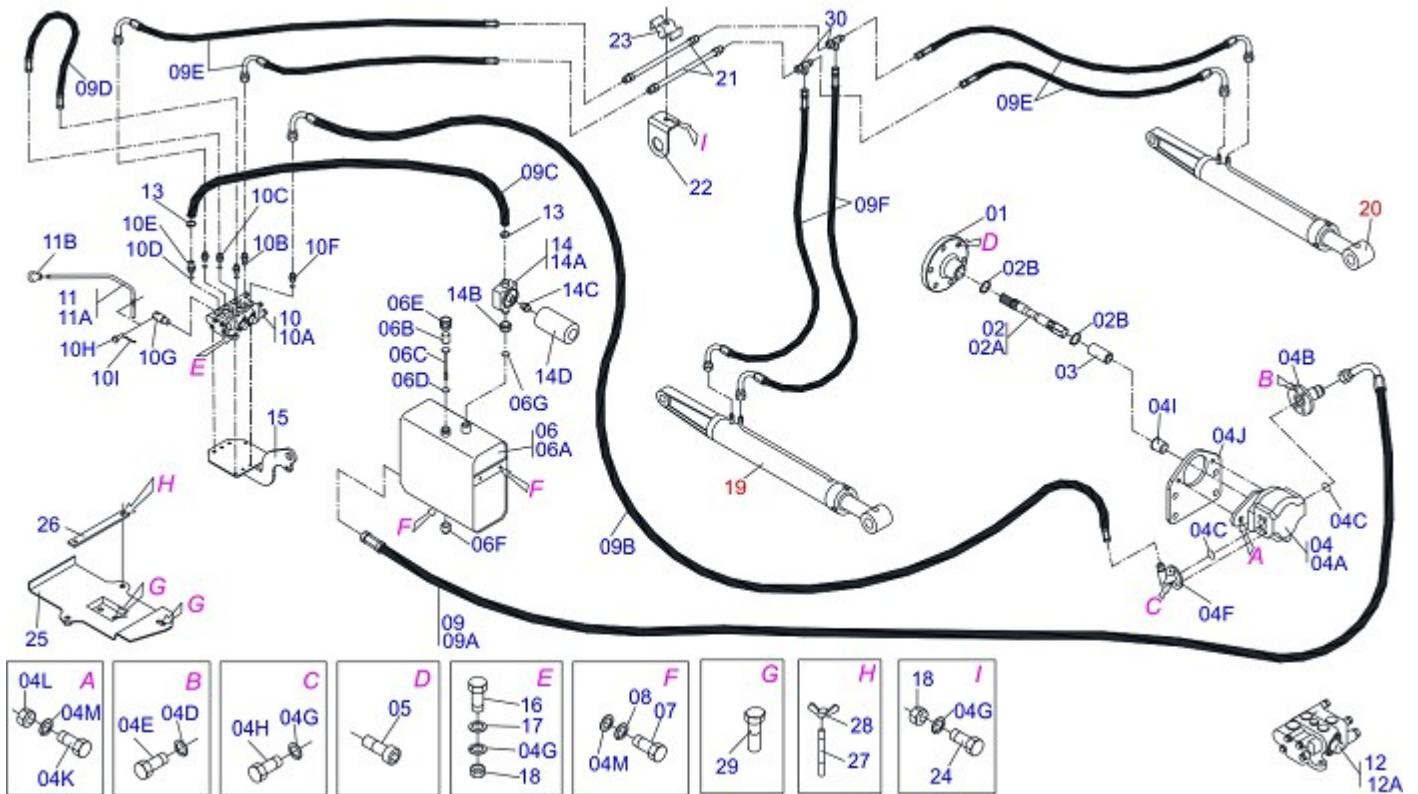 09D
09E
23
21
30
09E
22
I
09C
13
13
10C
10E
10D
10B
10F
11B
11
11A
10
10A
10H
10G
10I
E
14
14A
14B
14C
14D
06E
06B
06C
06D
06G
06
06A
F
F
06F
09F
01
D
02B
02
02A
02B
03
20
04B
B
04I
04J
04C
04C
A
04
04A
04F
C
19
09B
15
H
26
G
G
25
09
09A
A
04L
04M
04K
B
04D
04E
C
04G
04H
D
05
E
16
17
04G
18
F
08
07
04M
G
29
H
28
27
I
18
04G
24
12
12A